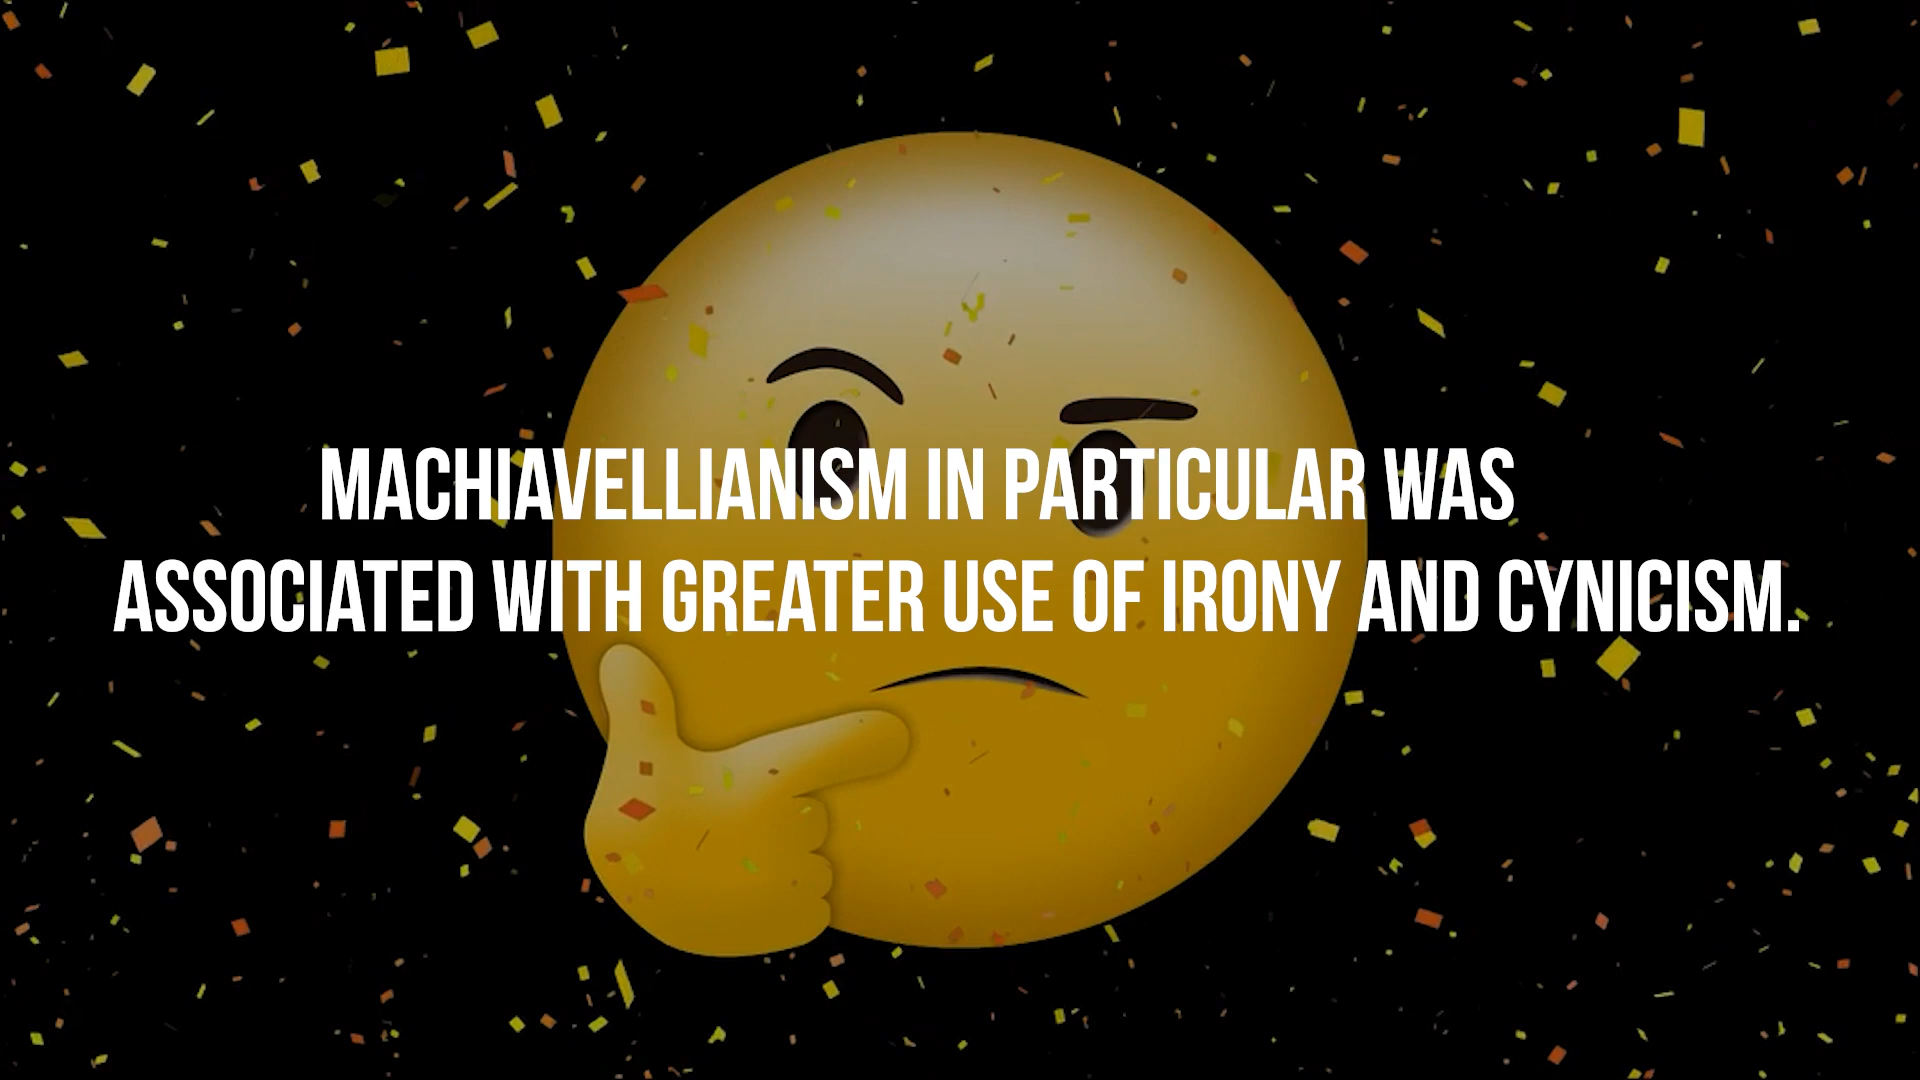 MACHIAVELLIANISM IN PARTICULAR WAS
ASSOCIATED WITH GREATER USE OF IRONY AND CYNICISM.